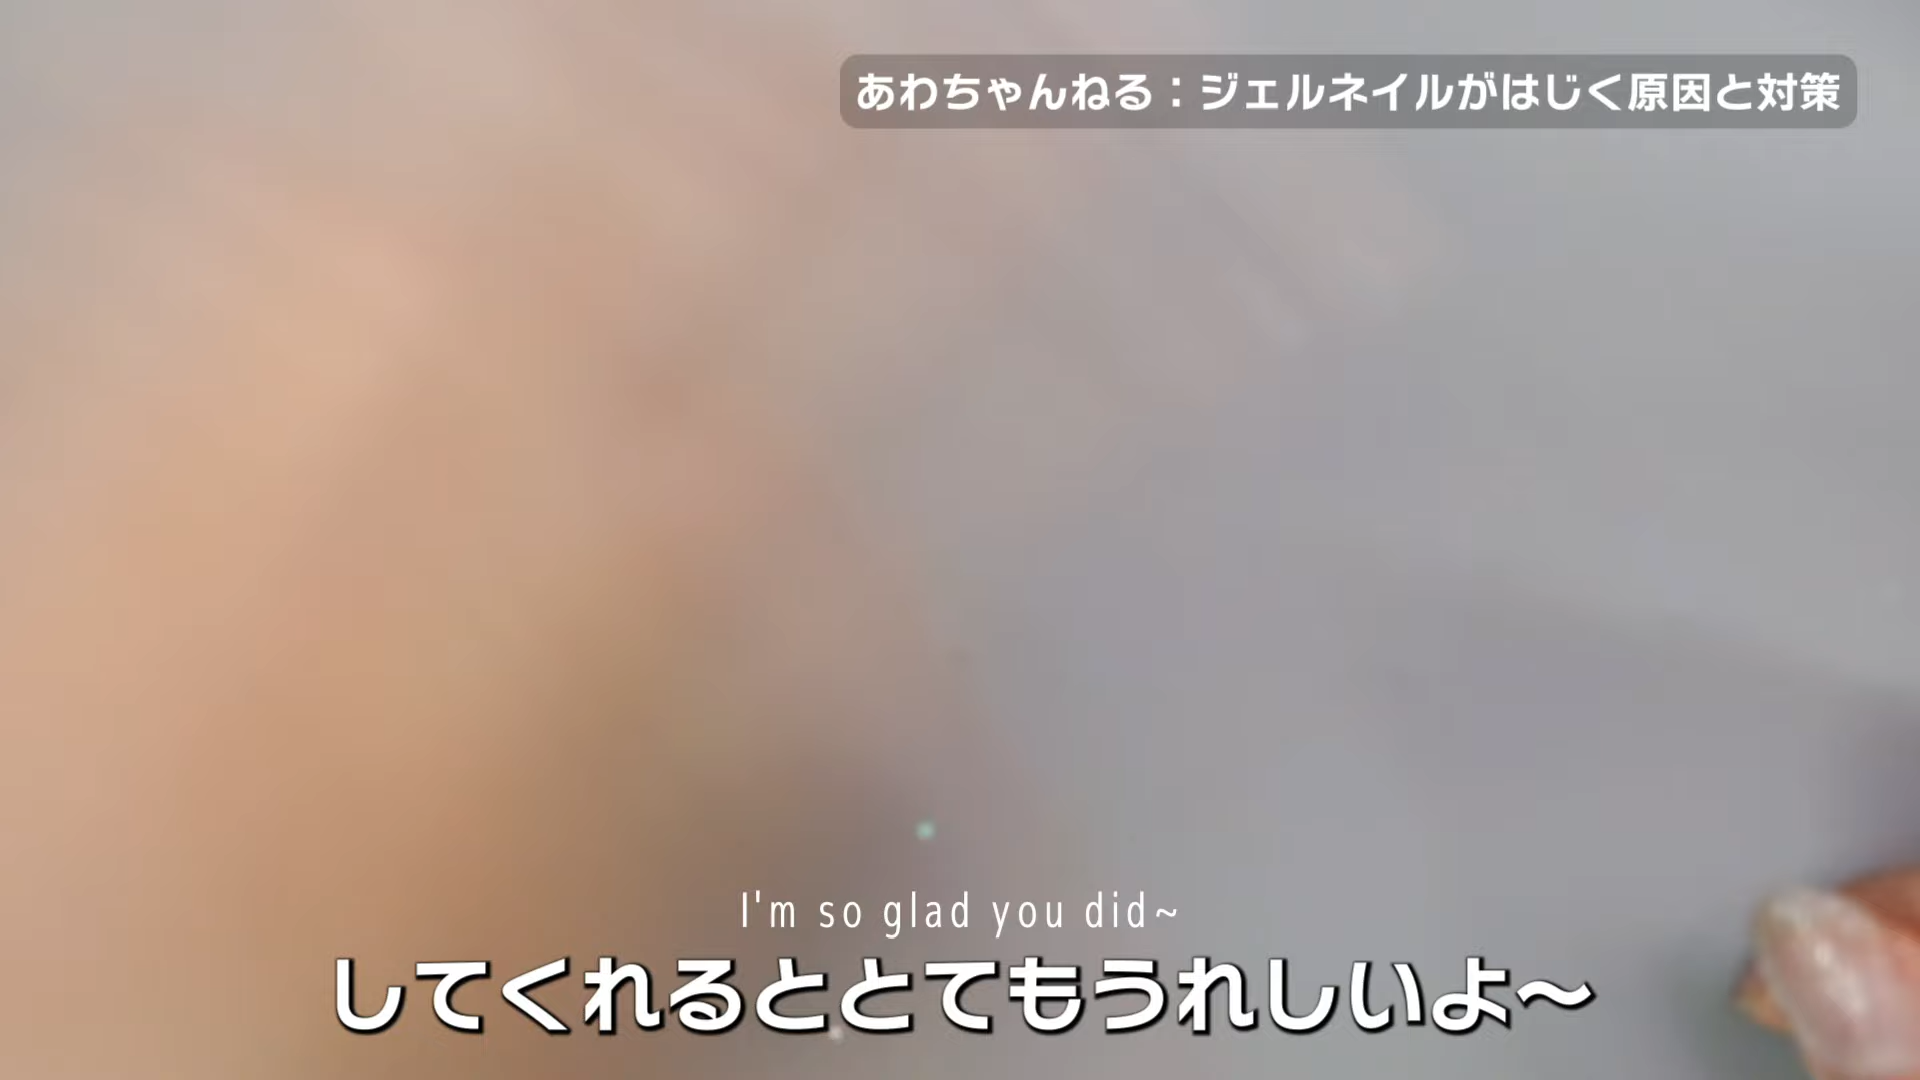 あわちゃんねる：ジェルネイルがはじく原因と対策
I'm so glad you did~
してくれるととてもうれしいよ～